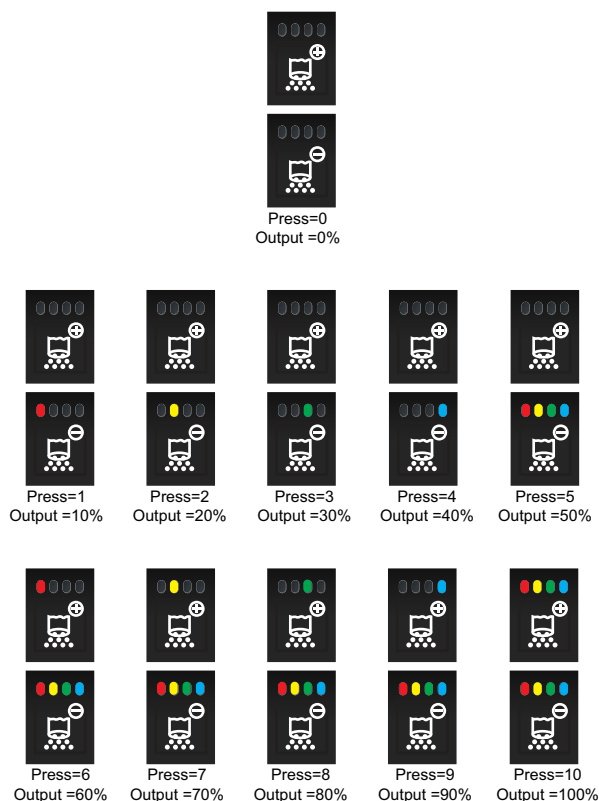 Press=0
Output =0%
Press=1
Output =10%
Press=2
Output =20%
Press=3
Output =30%
Press=4
Output =40%
Press=5
Output =50%
Press=6
Output =60%
Press=7
Output =70%
Press=8
Output =80%
Press=9
Output =90%
Press=10
Output =100%